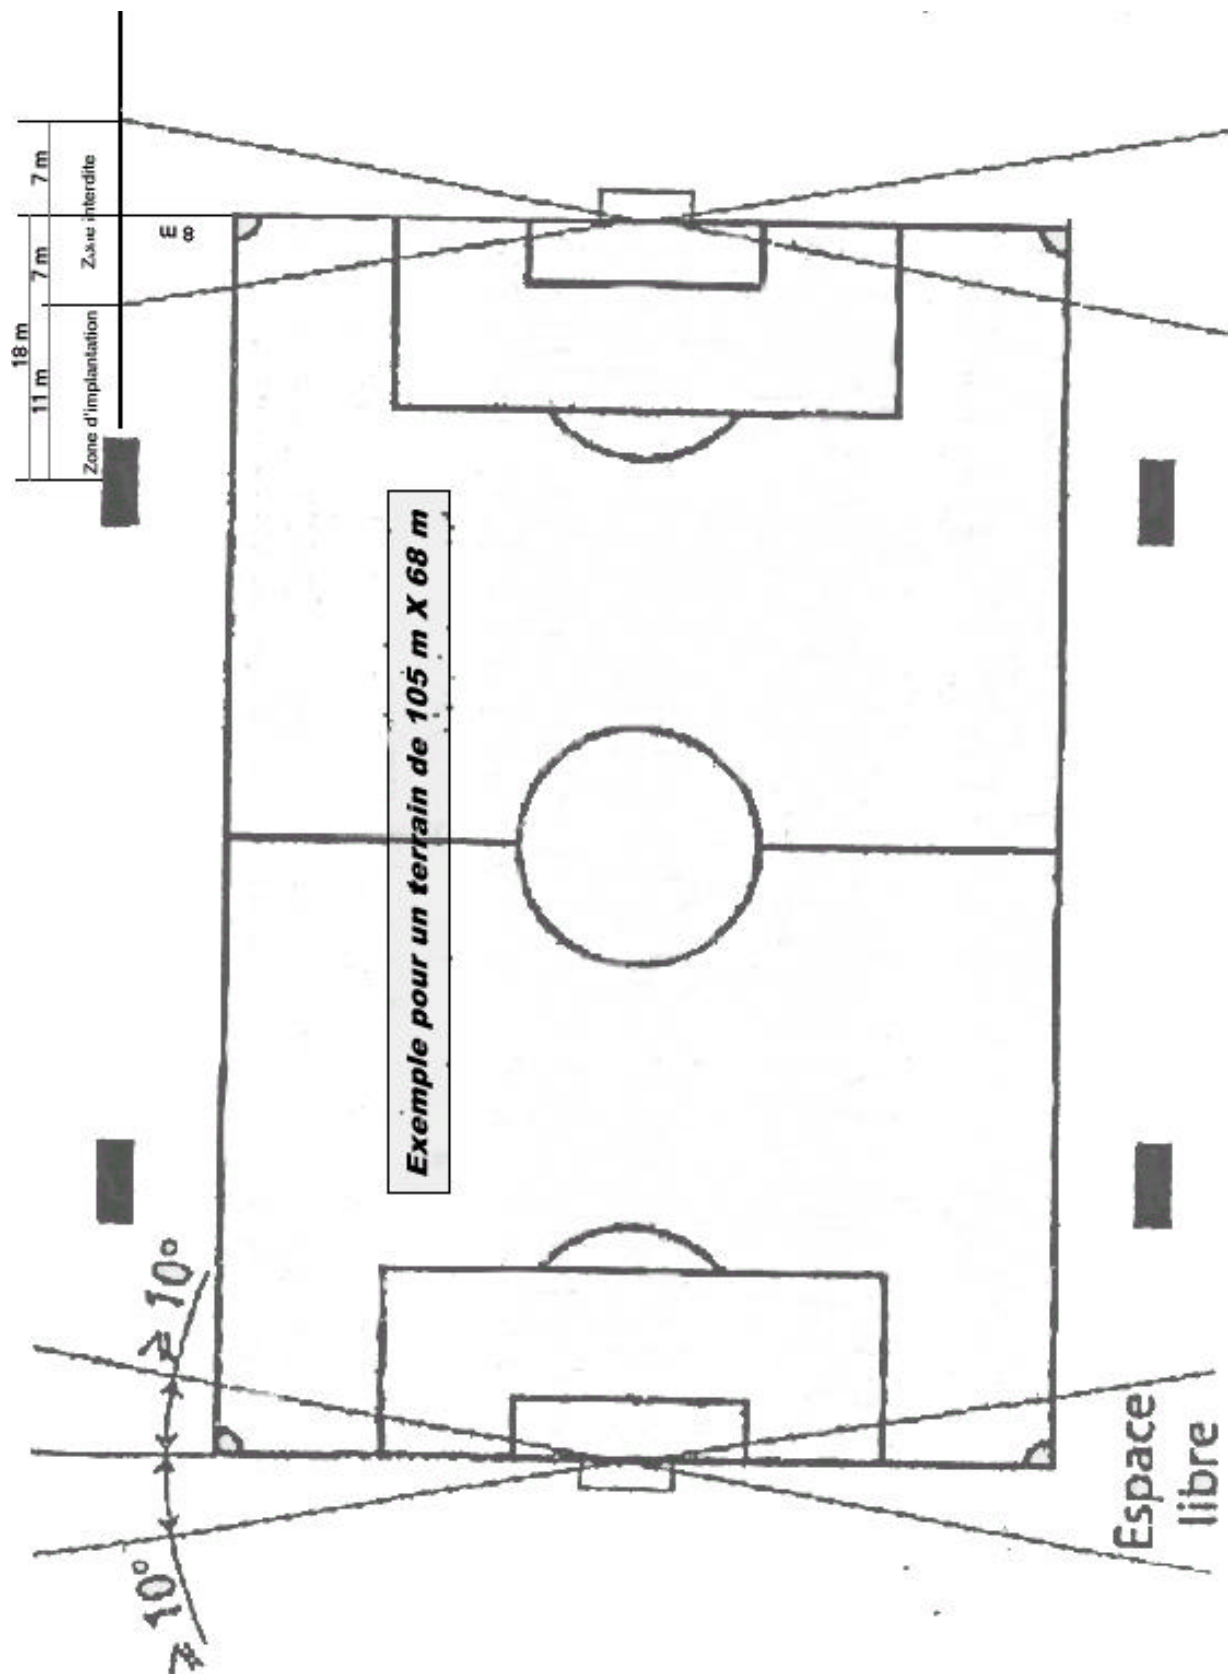 7 m
7 m
18 m
11 m
Zone interdite
Zone d'implantation
8 m
Exemple pour un terrain de 105 m X 68 m
≥ 10°
≥ 10°
Espace
libre